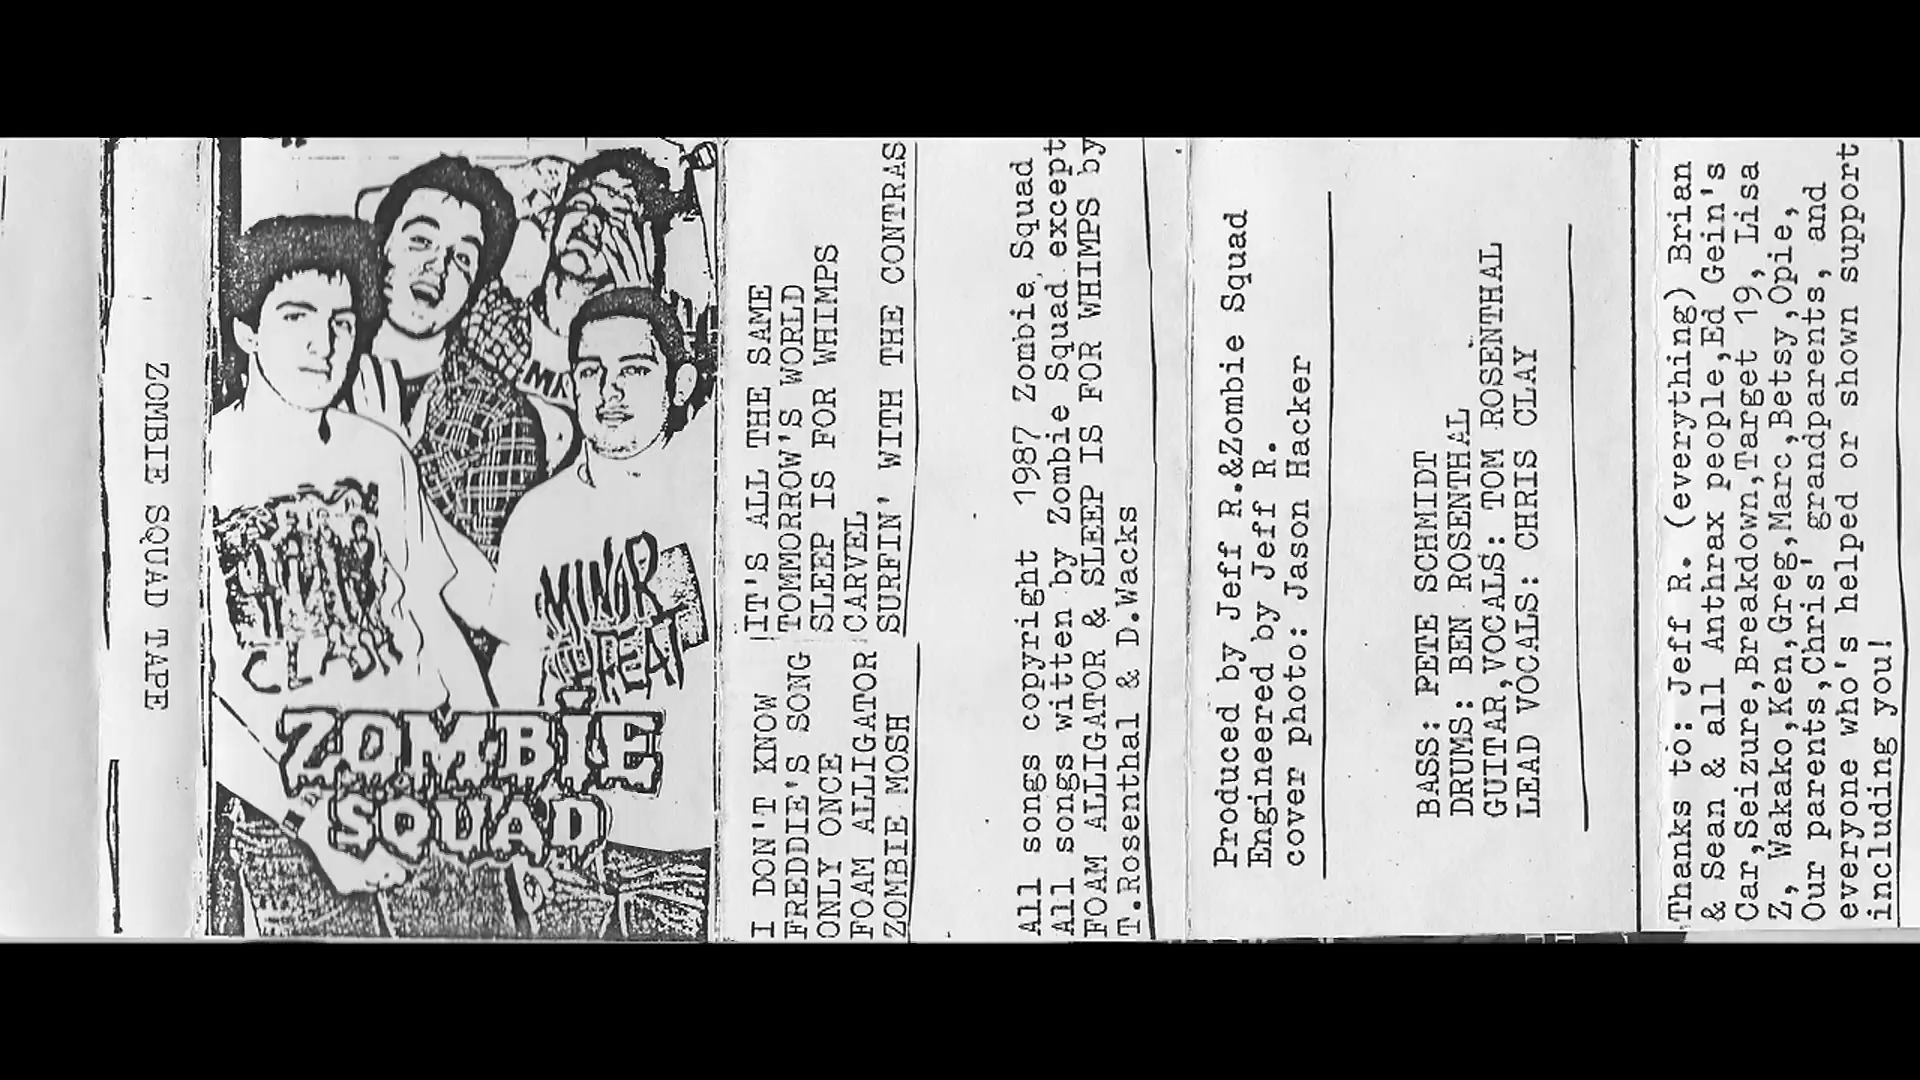 ZOMBIE SQUAD TAPE
CLASH
MINOR
THREAT
ZOMBIE
SQUAD
I DON'T KNOW
FREDDIE'S SONG
ONLY ONCE
FOAM ALLIGATOR
ZOMBIE MOSH
IT'S ALL THE SAME
TOMMORROW'S WORLD
SLEEP IS FOR WHIMPS
CARVEL
SURFIN' WITH THE CONTRAS
All songs copyright 1987 Zombie Squad
All songs written by Zombie Squad except
FOAM ALLIGATOR & SLEEP IS FOR WHIMPS by
T.Rosenthal & D.Wacks
Produced by Jeff R.&Zombie Squad
Engineered by Jeff R.
cover photo: Jason Hacker
BASS: PETE SCHMIDT
DRUMS: BEN ROSENTHAL
GUITAR,VOCALS: TOM ROSENTHAL
LEAD VOCALS: CHRIS CLAY
Thanks to: Jeff R. (everything) Brian
& Sean & all Anthrax people,Ed Gein's
Car,Seizure,Breakdown,Target 19, Lisa
Z, Wakako,Ken,Greg,Marc,Betsy,Opie,
Our parents,Chris' grandparents, and
everyone who's helped or shown support
including you!